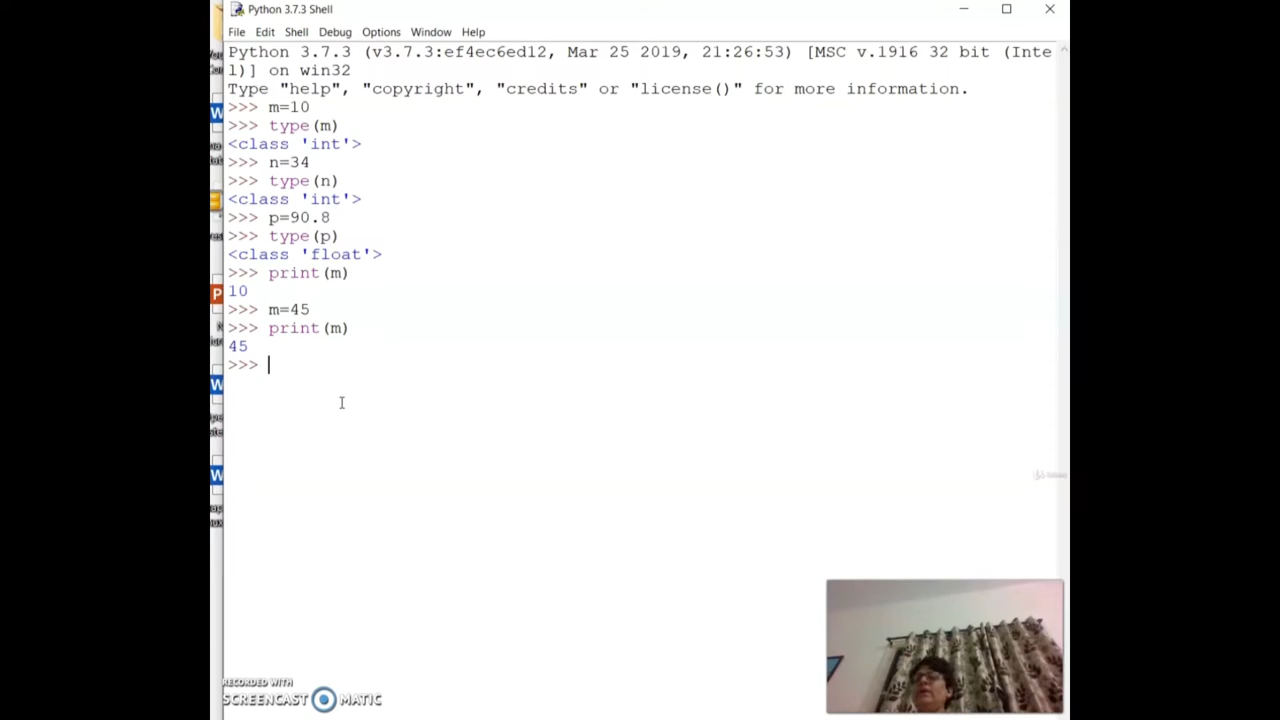 Python 3.7.3 Shell
File Edit Shell Debug Options Window Help
Python 3.7.3 (v3.7.3:ef4ec6ed12, Mar 25 2019, 21:26:53) [MSC v.1916 32 bit (Inte
l)] on win32
Type "help", "copyright", "credits" or "license()" for more information.
>>> m=10
>>> type(m)
<class 'int'>
>>> n=34
>>> type(n)
<class 'int'>
>>> p=90.8
>>> type(p)
<class 'float'>
>>> print(m)
10
>>> m=45
>>> print(m)
45
>>>
RECORDED WITH
SCREENCAST MATIC